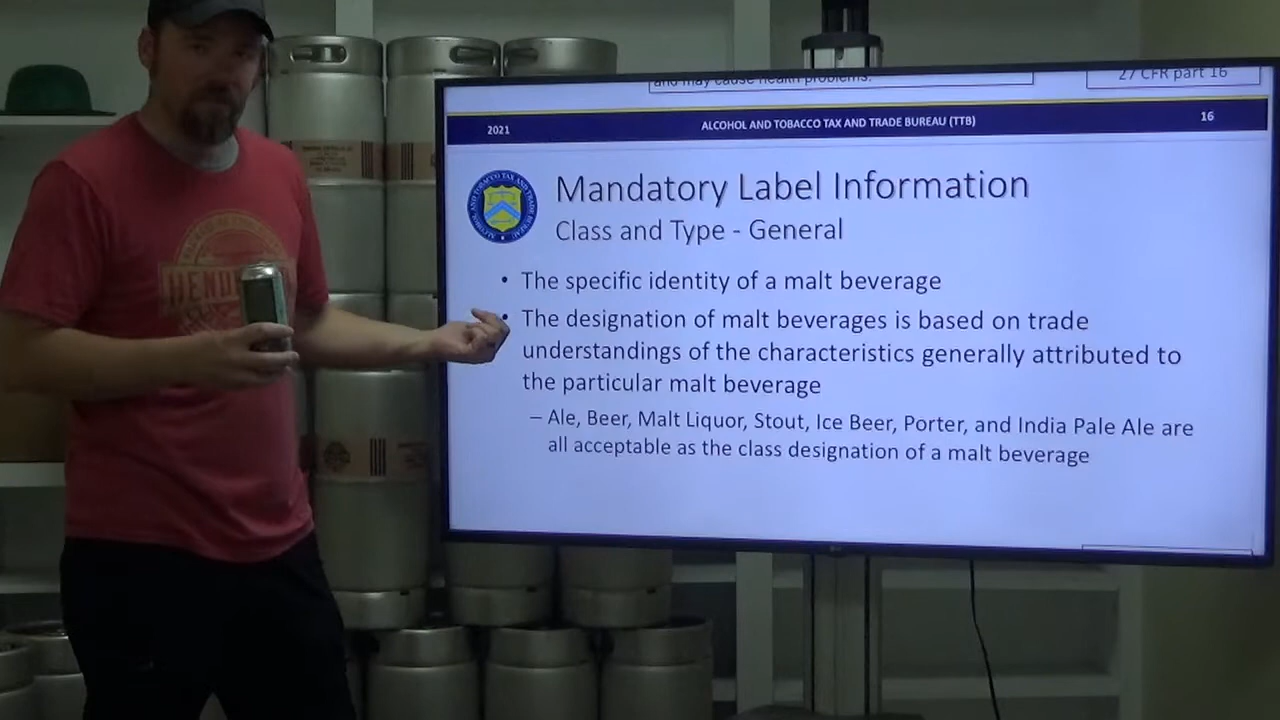 and may cause health problems.
27 CFR part 16
2021
ALCOHOL AND TOBACCO TAX AND TRADE BUREAU (TTB)
16
Mandatory Label Information
Class and Type - General
• The specific identity of a malt beverage
• The designation of malt beverages is based on trade
understandings of the characteristics generally attributed to
the particular malt beverage
– Ale, Beer, Malt Liquor, Stout, Ice Beer, Porter, and India Pale Ale are
all acceptable as the class designation of a malt beverage